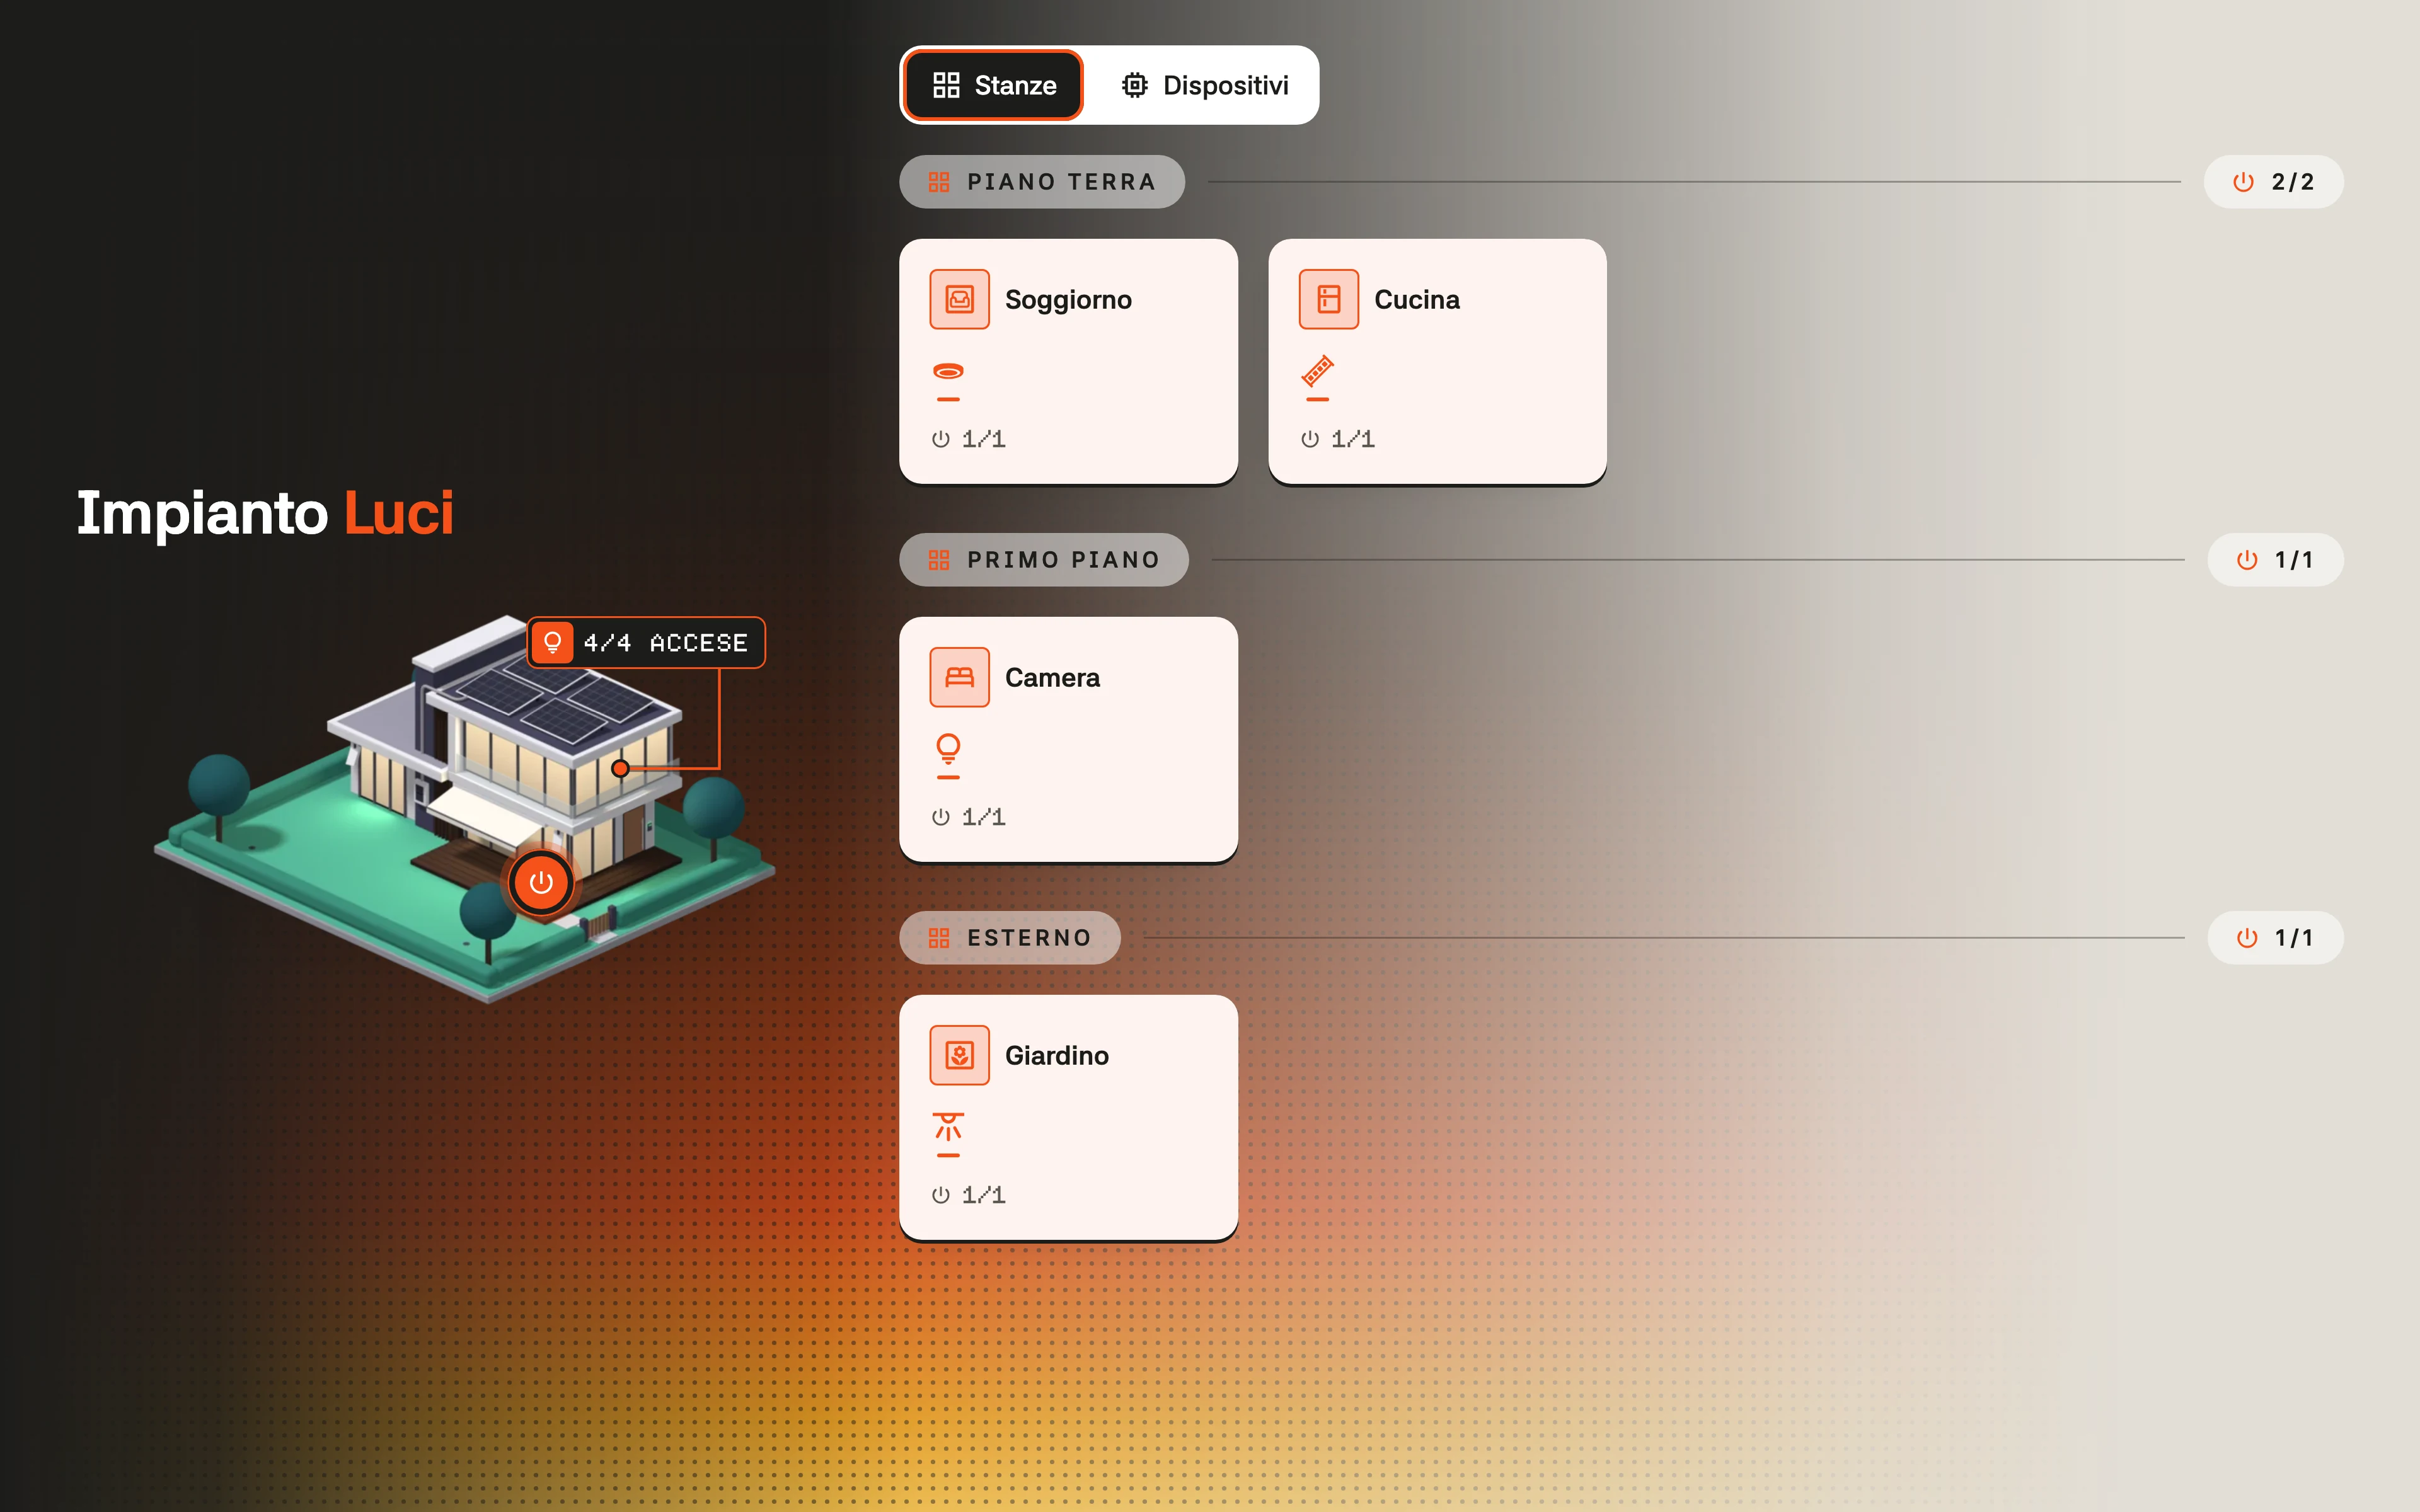 Stanze
Dispositivi
PIANO TERRA
2/2
Soggiorno
1/1
Cucina
1/1
Impianto Luci
4/4 ACCESE
PRIMO PIANO
1/1
Camera
1/1
ESTERNO
1/1
Giardino
1/1